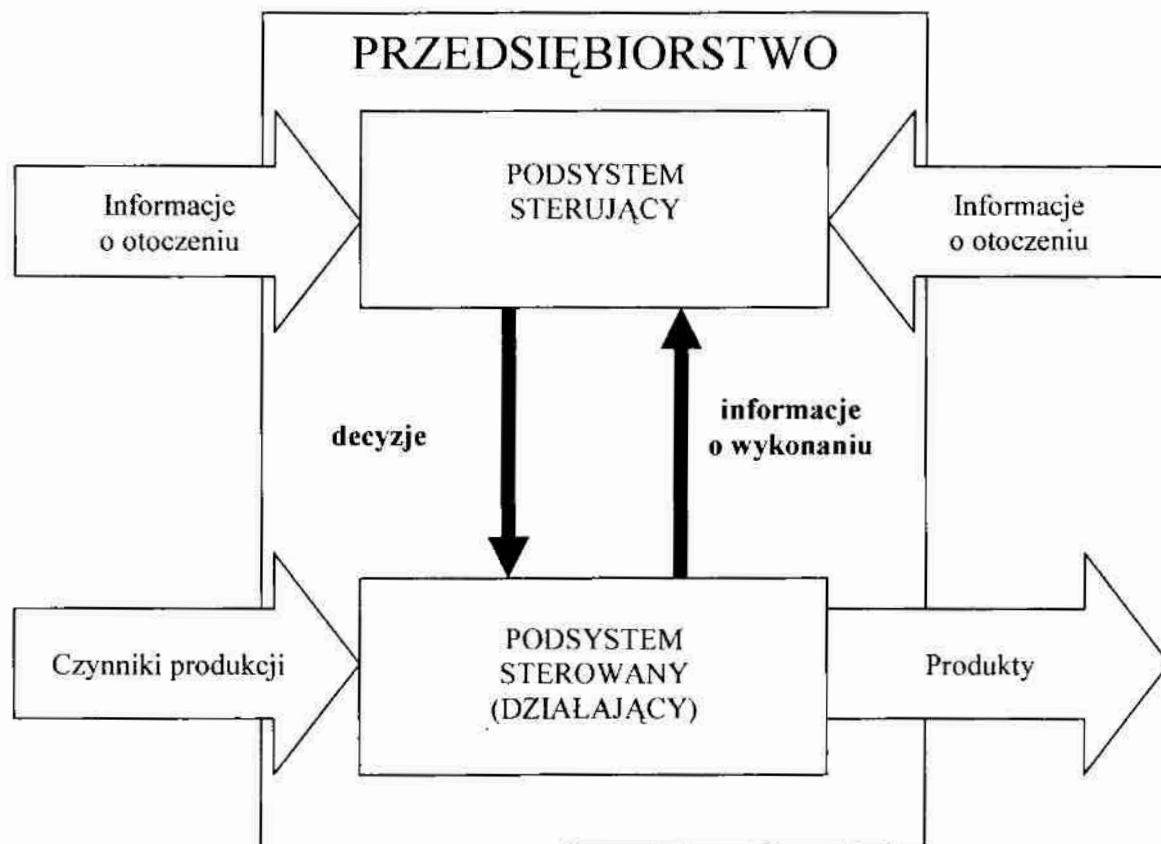 PRZEDSIĘBIORSTWO
PODSYSTEM
STERUJĄCY
Informacje
o otoczeniu
Informacje
o otoczeniu
decyzje
informacje
o wykonaniu
Czynniki produkcji
PODSYSTEM
STEROWANY
(DZIAŁAJĄCY)
Produkty